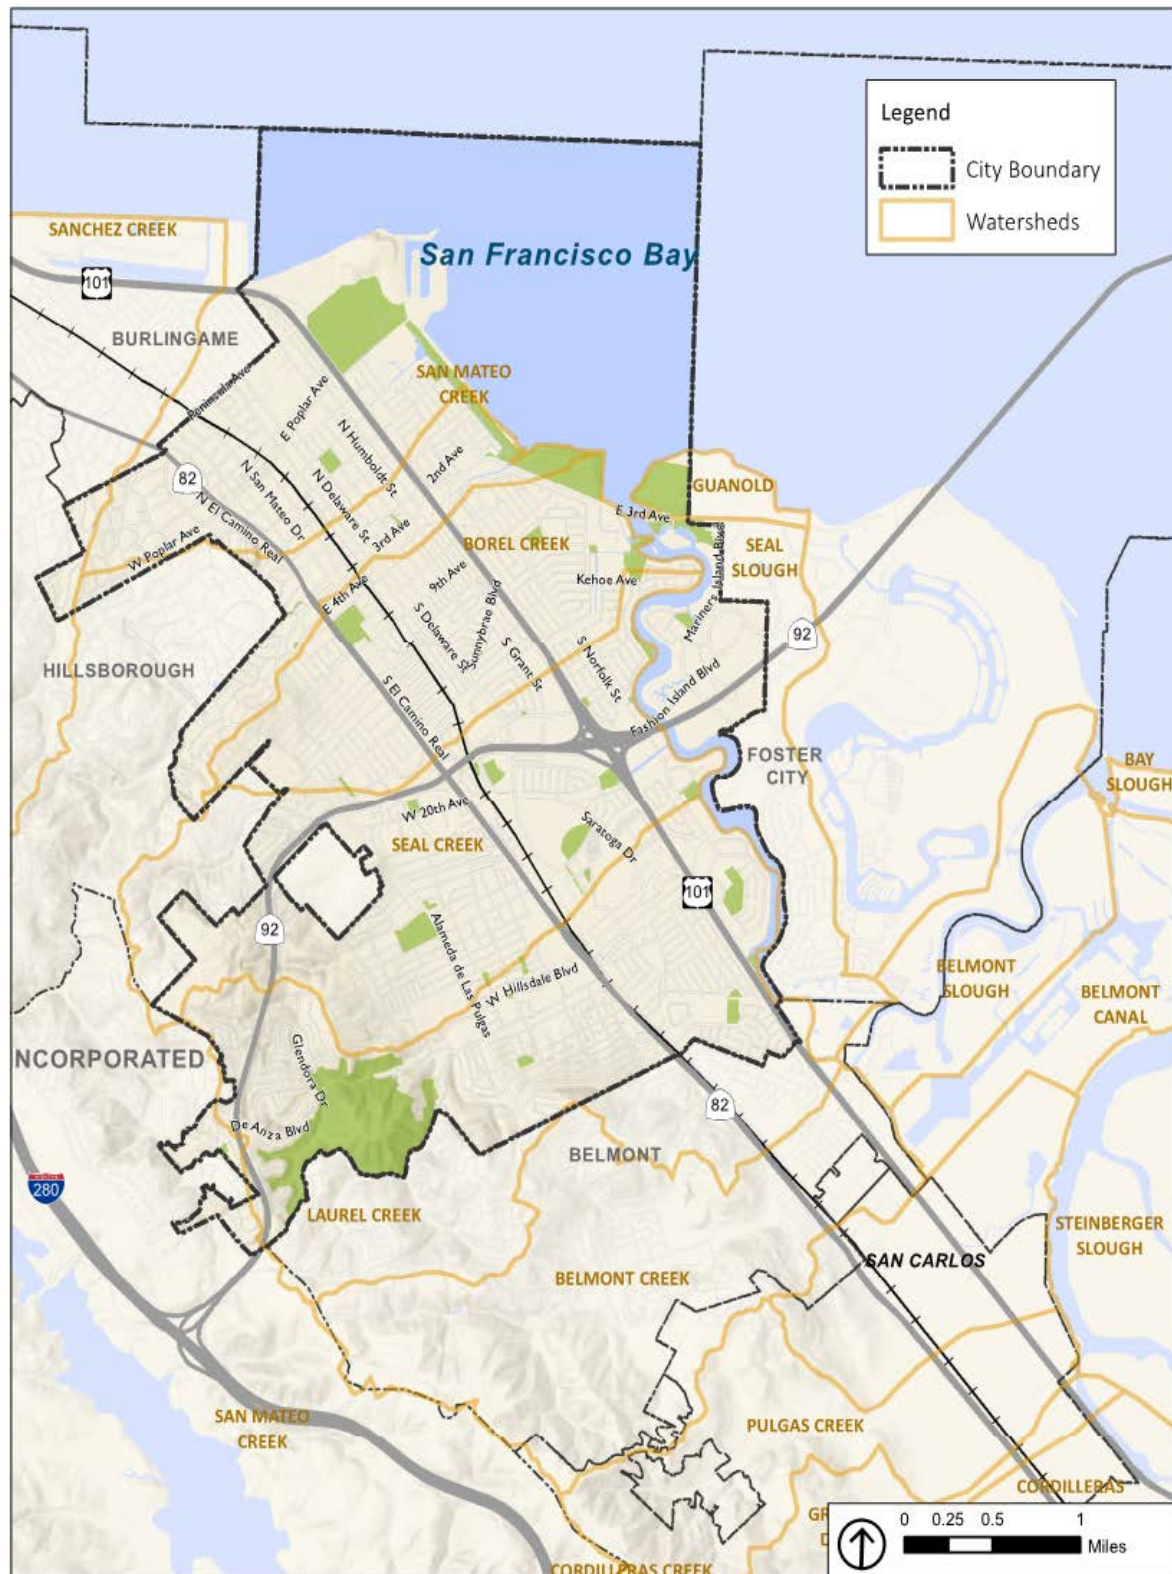 Legend
City Boundary
Watersheds
SANCHEZ CREEK
San Francisco Bay
101
BURLINGAME
SAN MATEO
CREEK
Peninsula Ave
E Poplar Ave
N Humboldt St
2nd Ave
82
N San Mateo Dr
N Delaware St
3rd Ave
N El Camino Real
W Poplar Ave
GUANOLD
E 3rd Ave
BOREL CREEK
SEAL
SLOUGH
Mariners Island Blvd
Kehoe Ave
9th Ave
E 4th Ave
Sunnybrae Blvd
S Delaware St
S Grant St
S Norfolk St
92
HILLSBOROUGH
S El Camino Real
Fashion Island Blvd
FOSTER
CITY
BAY
SLOUGH
W 20th Ave
SEAL CREEK
Saratoga Dr
101
92
Alameda de Las Pulgas
W Hillsdale Blvd
BELMONT
SLOUGH
BELMONT
CANAL
NCORPORATED
Glendora Dr
De Anza Blvd
82
BELMONT
280
LAUREL CREEK
STEINBERGER
SLOUGH
SAN CARLOS
BELMONT CREEK
SAN MATEO
CREEK
PULGAS CREEK
CORDILLERAS
GR
D
0 0.25 0.5 1
Miles
CORDILLERAS CREEK